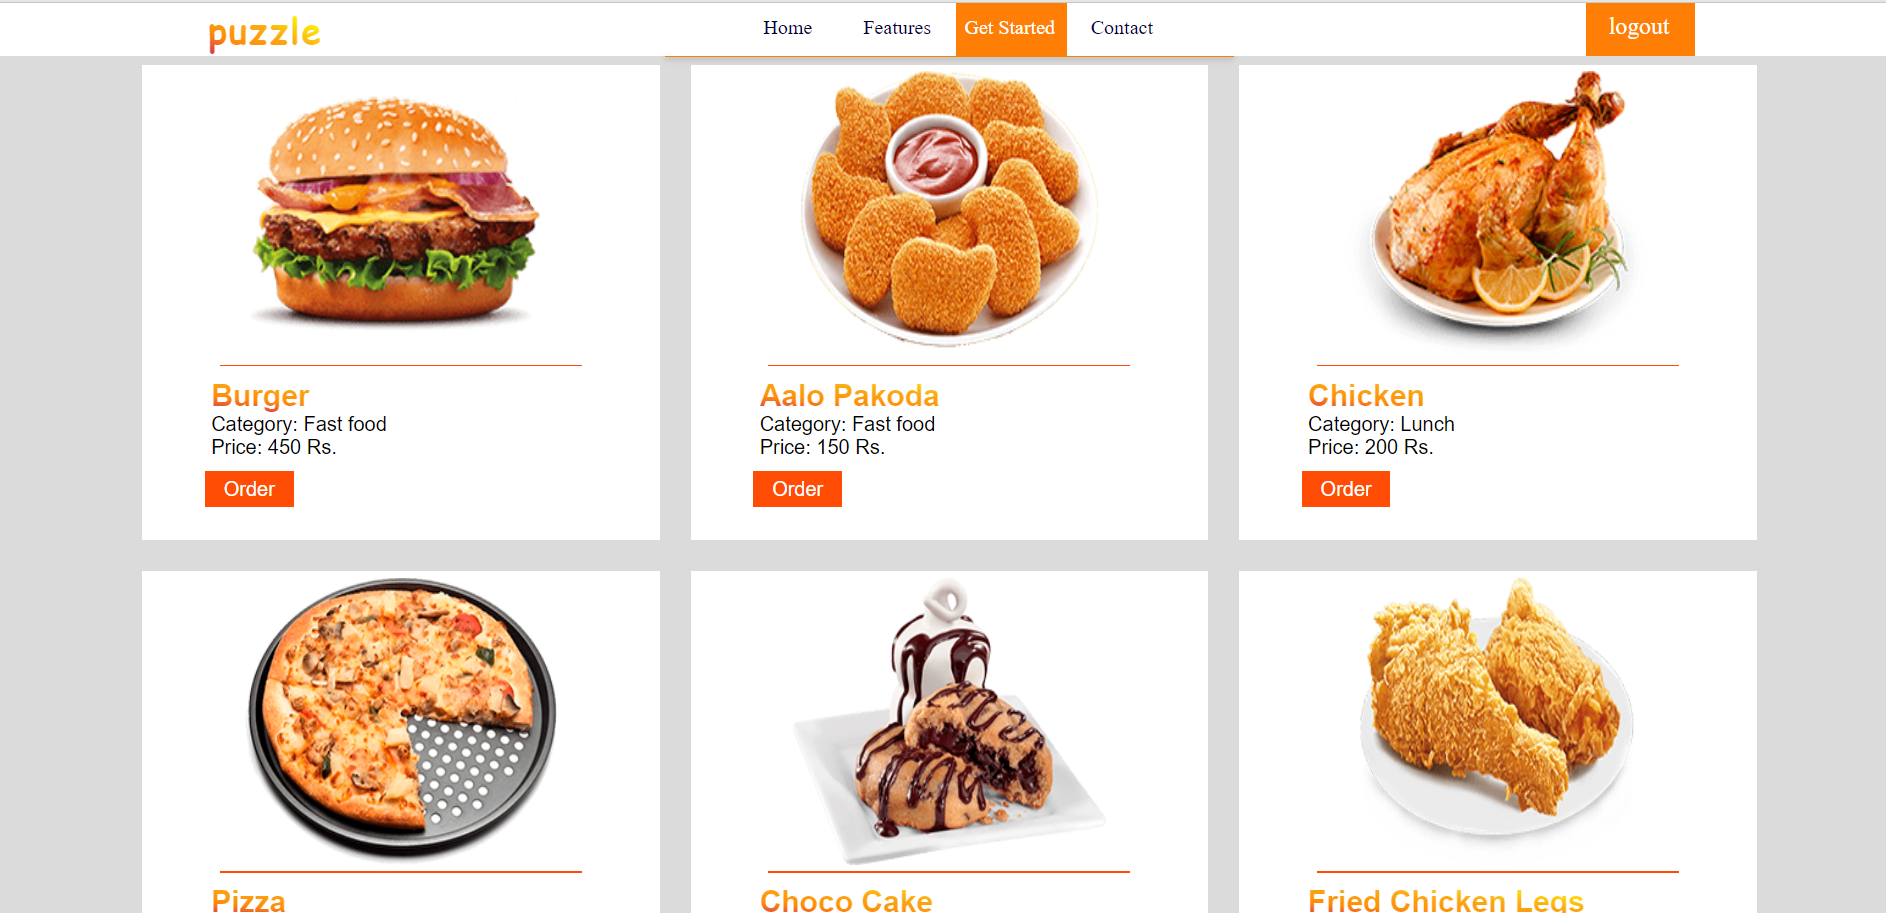 puzzle
Home
Features
Get Started
Contact
logout
Burger
Category: Fast food
Price: 450 Rs.
Order
Aalo Pakoda
Category: Fast food
Price: 150 Rs.
Order
Chicken
Category: Lunch
Price: 200 Rs.
Order
Pizza
Choco Cake
Fried Chicken Legs